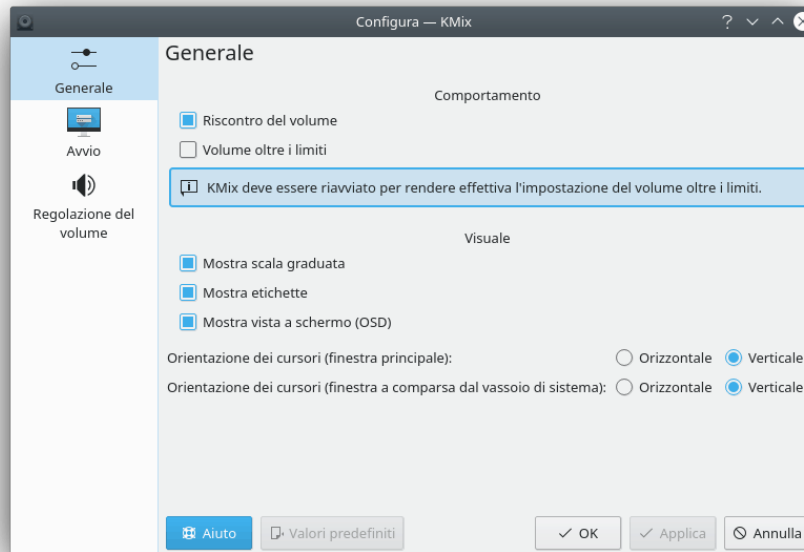 Configura — KMix
Generale
Avvio
Regolazione del
volume
Generale
Comportamento
Riscontro del volume
Volume oltre i limiti
KMix deve essere riavviato per rendere effettiva l'impostazione del volume oltre i limiti.
Visuale
Mostra scala graduata
Mostra etichette
Mostra vista a schermo (OSD)
Orientazione dei cursori (finestra principale): Orizzontale Verticale
Orientazione dei cursori (finestra a comparsa dal vassoio di sistema): Orizzontale Verticale
Aiuto Valori predefiniti OK Applica Annulla